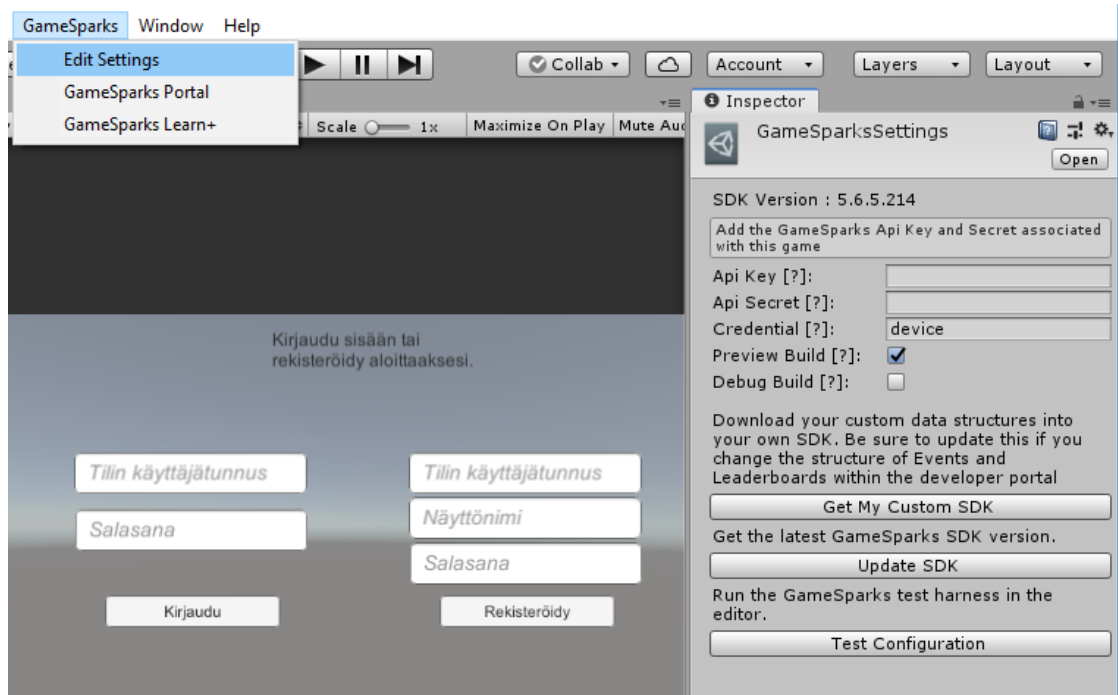 GameSparks Window Help
Edit Settings
GameSparks Portal
GameSparks Learn+
Collab
Account
Layers
Layout
Scale 1x Maximize On Play Mute
Inspector
GameSparksSettings
Open
SDK Version : 5.6.5.214
Add the GameSparks Api Key and Secret associated
with this game
Api Key [?]:
Api Secret [?]:
Credential [?]: device
Preview Build [?]:
Debug Build [?]:
Download your custom data structures into
your own SDK. Be sure to update this if you
change the structure of Events and
Leaderboards within the developer portal
Get My Custom SDK
Get the latest GameSparks SDK version.
Update SDK
Run the GameSparks test harness in the
editor.
Test Configuration
Kirjaudu sisään tai
rekisteröidy aloittaaksesi.
Tilin käyttäjätunnus
Salasana
Kirjaudu
Tilin käyttäjätunnus
Näyttönimi
Salasana
Rekisteröidy